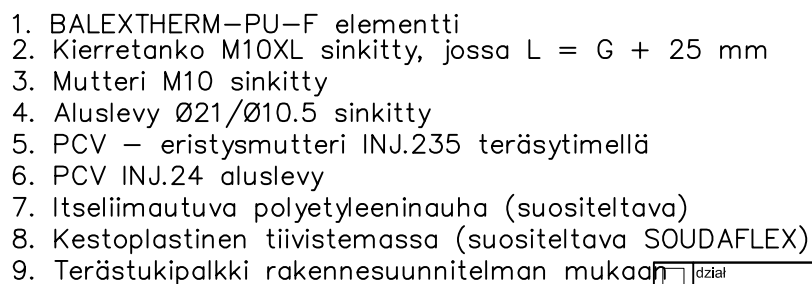 1. BALEXTHERM-PU-F elementti
2. Kierretanko M10XL sinkitty, jossa L = G + 25 mm
3. Mutteri M10 sinkitty
4. Aluslevy Ø21/Ø10.5 sinkitty
5. PCV - eristysmutteri INJ.235 teräsytimellä
6. PCV INJ.24 aluslevy
7. Itseliimautuva polyetyleeninauha (suositeltava)
8. Kestoplastinen tiivistemassa (suositeltava SOUDAFLEX)
9. Terästukipalkki rakennesuunnitelman mukaan
dział